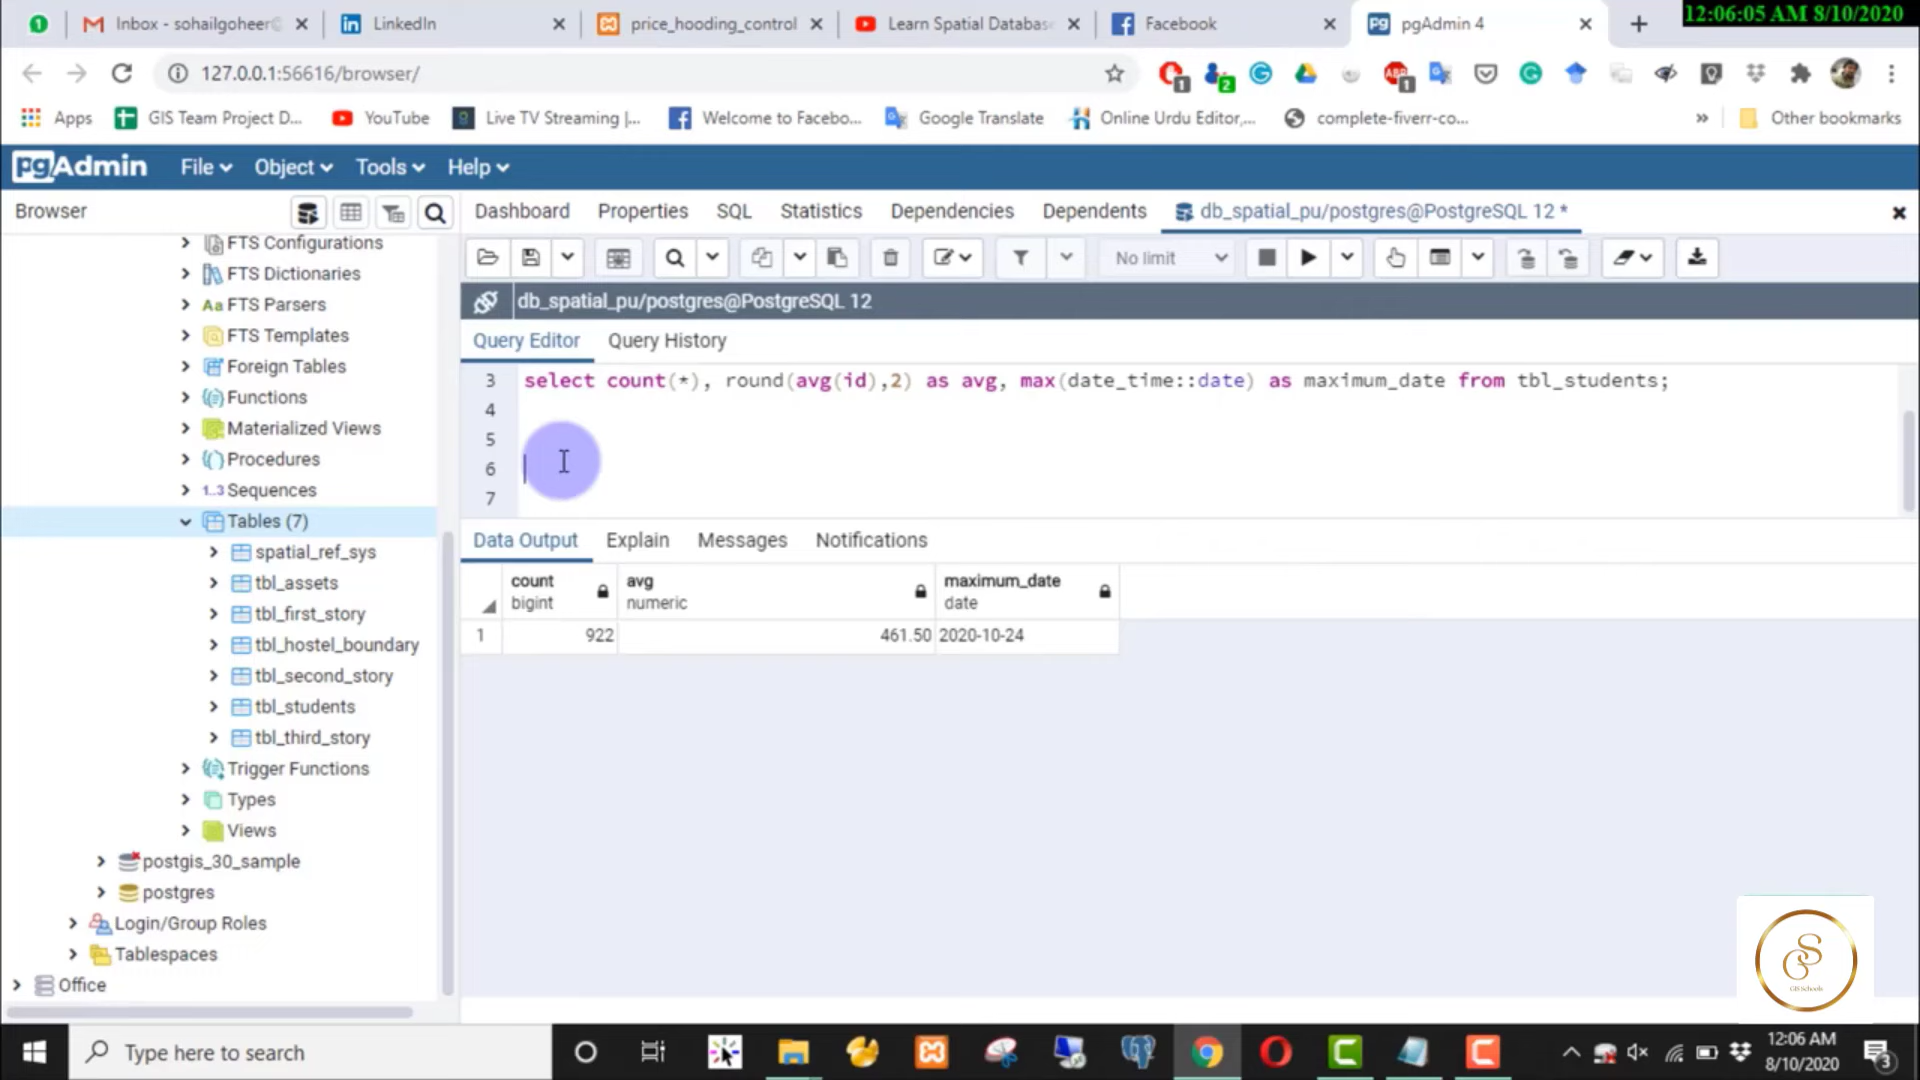 12:06:05 AM 8/10/2020
Inbox - sohailgoheer@
LinkedIn
price_hooding_control
Learn Spatial Databas
Facebook
pgAdmin 4
127.0.0.1:56616/browser/
Apps
GIS Team Project D...
YouTube
Live TV Streaming |...
Welcome to Facebo...
Google Translate
Online Urdu Editor,...
complete-fiverr-co...
»
Other bookmarks
pgAdmin
File
Object
Tools
Help
Browser
Dashboard
Properties
SQL
Statistics
Dependencies
Dependents
db_spatial_pu/postgres@PostgreSQL 12 *
No limit
db_spatial_pu/postgres@PostgreSQL 12
Query Editor
Query History
3 select count(*), round(avg(id),2) as avg, max(date_time::date) as maximum_date from tbl_students;
4
5
6
7
FTS Configurations
FTS Dictionaries
Aa FTS Parsers
FTS Templates
Foreign Tables
Functions
Materialized Views
Procedures
1..3 Sequences
Tables (7)
spatial_ref_sys
tbl_assets
tbl_first_story
tbl_hostel_boundary
tbl_second_story
tbl_students
tbl_third_story
Trigger Functions
Types
Views
postgis_30_sample
postgres
Login/Group Roles
Tablespaces
Office
Data Output
Explain
Messages
Notifications
count
bigint
avg
numeric
maximum_date
date
1 922 461.50 2020-10-24
GIS Schools
Type here to search
12:06 AM
8/10/2020
3